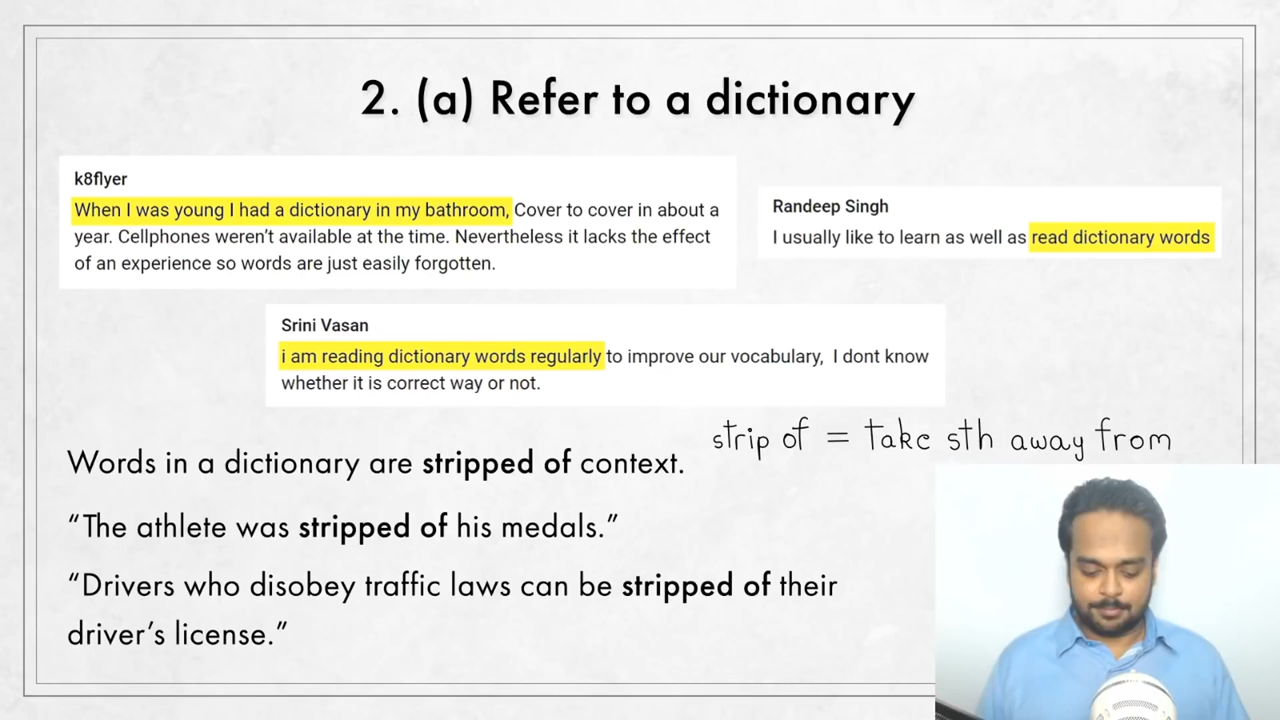 2. (a) Refer to a dictionary
k8flyer
When I was young I had a dictionary in my bathroom, Cover to cover in about a
year. Cellphones weren't available at the time. Nevertheless it lacks the effect
of an experience so words are just easily forgotten.
Randeep Singh
I usually like to learn as well as read dictionary words
Srini Vasan
i am reading dictionary words regularly to improve our vocabulary,  I dont know
whether it is correct way or not.
strip of = take sth away from
Words in a dictionary are stripped of context.
“The athlete was stripped of his medals.”
“Drivers who disobey traffic laws can be stripped of their
driver’s license.”